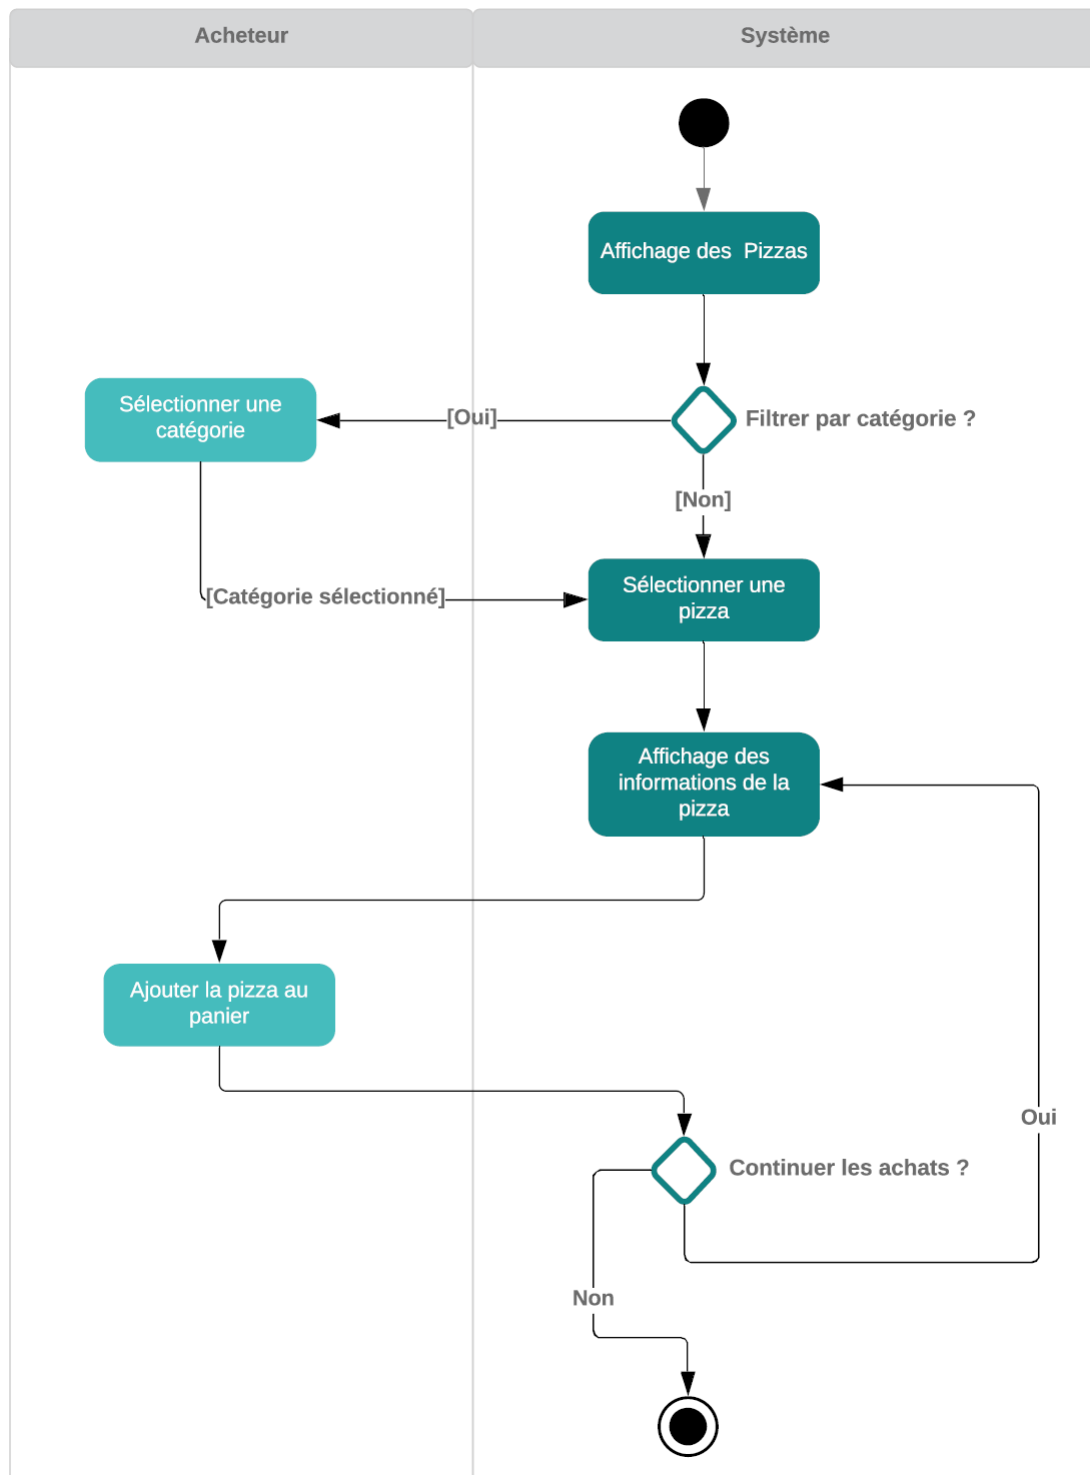 Acheteur
Système
Affichage des  Pizzas
Sélectionner une
catégorie
[Oui]
Filtrer par catégorie ?
[Non]
[Catégorie sélectionné]
Sélectionner une
pizza
Affichage des
informations de la
pizza
Ajouter la pizza au
panier
Oui
Continuer les achats ?
Non